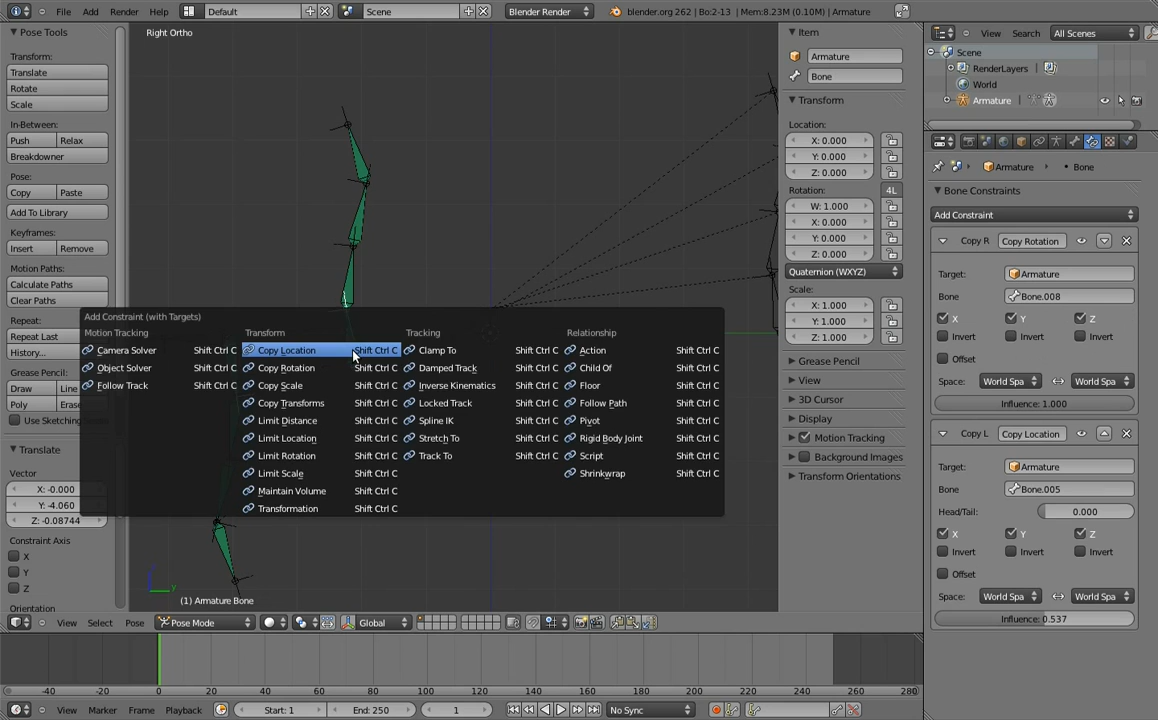 File Add Render Help Default Scene Blender Render blender.org 262 | Bo:2-13 | Mem:8.23M (0.10M) | Armature
Pose Tools
Transform:
Translate
Rotate
Scale
In-Between:
Push Relax
Breakdowner
Pose:
Copy Paste
Add To Library
Keyframes:
Insert Remove
Motion Paths:
Calculate Paths
Clear Paths
Repeat:
Repeat Last
History...
Grease Pencil:
Draw Line
Poly Erase
Use Sketching
Translate
Vector
X: -0.000
Y: -4.060
Z: -0.08744
Constraint Axis
X
Y
Z
Orientation
Right Ortho
Add Constraint (with Targets)
Motion Tracking
Camera Solver Shift Ctrl C
Object Solver Shift Ctrl C
Follow Track Shift Ctrl C
Transform
Copy Location Shift Ctrl C
Copy Rotation Shift Ctrl C
Copy Scale Shift Ctrl C
Copy Transforms Shift Ctrl C
Limit Distance Shift Ctrl C
Limit Location Shift Ctrl C
Limit Rotation Shift Ctrl C
Limit Scale Shift Ctrl C
Maintain Volume Shift Ctrl C
Transformation Shift Ctrl C
Tracking
Clamp To Shift Ctrl C
Damped Track Shift Ctrl C
Inverse Kinematics Shift Ctrl C
Locked Track Shift Ctrl C
Spline IK Shift Ctrl C
Stretch To Shift Ctrl C
Track To Shift Ctrl C
Relationship
Action Shift Ctrl C
Child Of Shift Ctrl C
Floor Shift Ctrl C
Follow Path Shift Ctrl C
Pivot Shift Ctrl C
Rigid Body Joint Shift Ctrl C
Script Shift Ctrl C
Shrinkwrap Shift Ctrl C
y
(1) Armature Bone
View Select Pose Pose Mode Global
Item
Armature
Bone
Transform
Location:
X: 0.000
Y: 0.000
Z: 0.000
Rotation: 4L
W: 1.000
X: 0.000
Y: 0.000
Z: 0.000
Quaternion (WXYZ)
Scale:
X: 1.000
Y: 1.000
Z: 1.000
Grease Pencil
View
3D Cursor
Display
Motion Tracking
Background Images
Transform Orientations
View Search All Scenes
Scene
RenderLayers
World
Armature
Armature Bone
Bone Constraints
Add Constraint
Copy R Copy Rotation
Target: Armature
Bone Bone.008
X Y Z
Invert Invert Invert
Offset
Space: World Spa World Spa
Influence: 1.000
Copy L Copy Location
Target: Armature
Bone Bone.005
Head/Tail: 0.000
X Y Z
Invert Invert Invert
Offset
Space: World Spa World Spa
Influence: 0.537
-40 -20 0 20 40 60 80 100 120 140 160 180 200 220 240 260 280
View Marker Frame Playback Start: 1 End: 250 1 No Sync